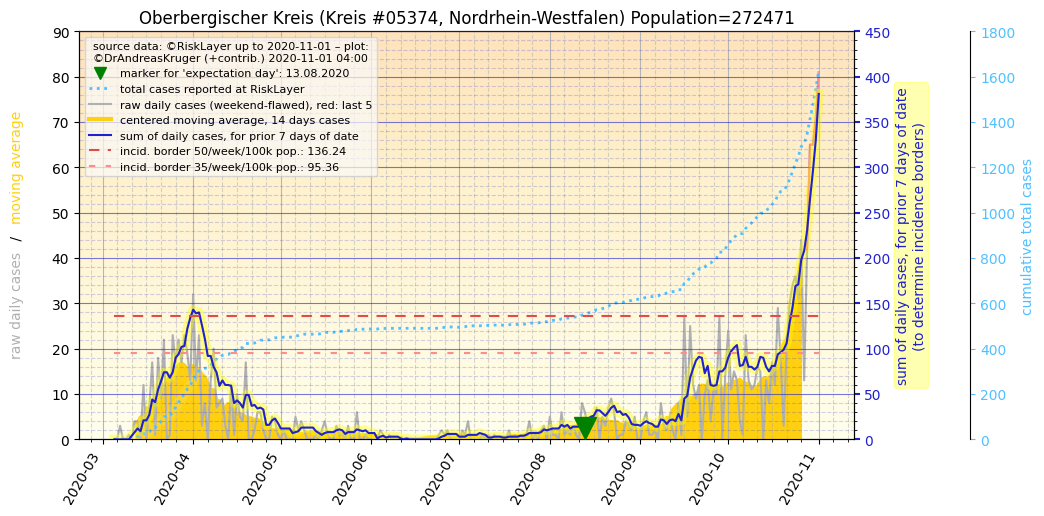 Oberbergischer Kreis (Kreis #05374, Nordrhein-Westfalen) Population=272471
source data: ©RiskLayer up to 2020-11-01 – plot:
©DrAndreasKruger (+contrib.) 2020-11-01 04:00
marker for 'expectation day': 13.08.2020
total cases reported at RiskLayer
raw daily cases (weekend-flawed), red: last 5
centered moving average, 14 days cases
sum of daily cases, for prior 7 days of date
incid. border 50/week/100k pop.: 136.24
incid. border 35/week/100k pop.: 95.36
raw daily cases / moving average
90
80
70
60
50
40
30
20
10
0
2020-03
2020-04
2020-05
2020-06
2020-07
2020-08
2020-09
2020-10
2020-11
450
400
350
300
250
200
150
100
50
0
sum of daily cases, for prior 7 days of date
(to determine incidence borders)
1800
1600
1400
1200
1000
800
600
400
200
0
cumulative total cases